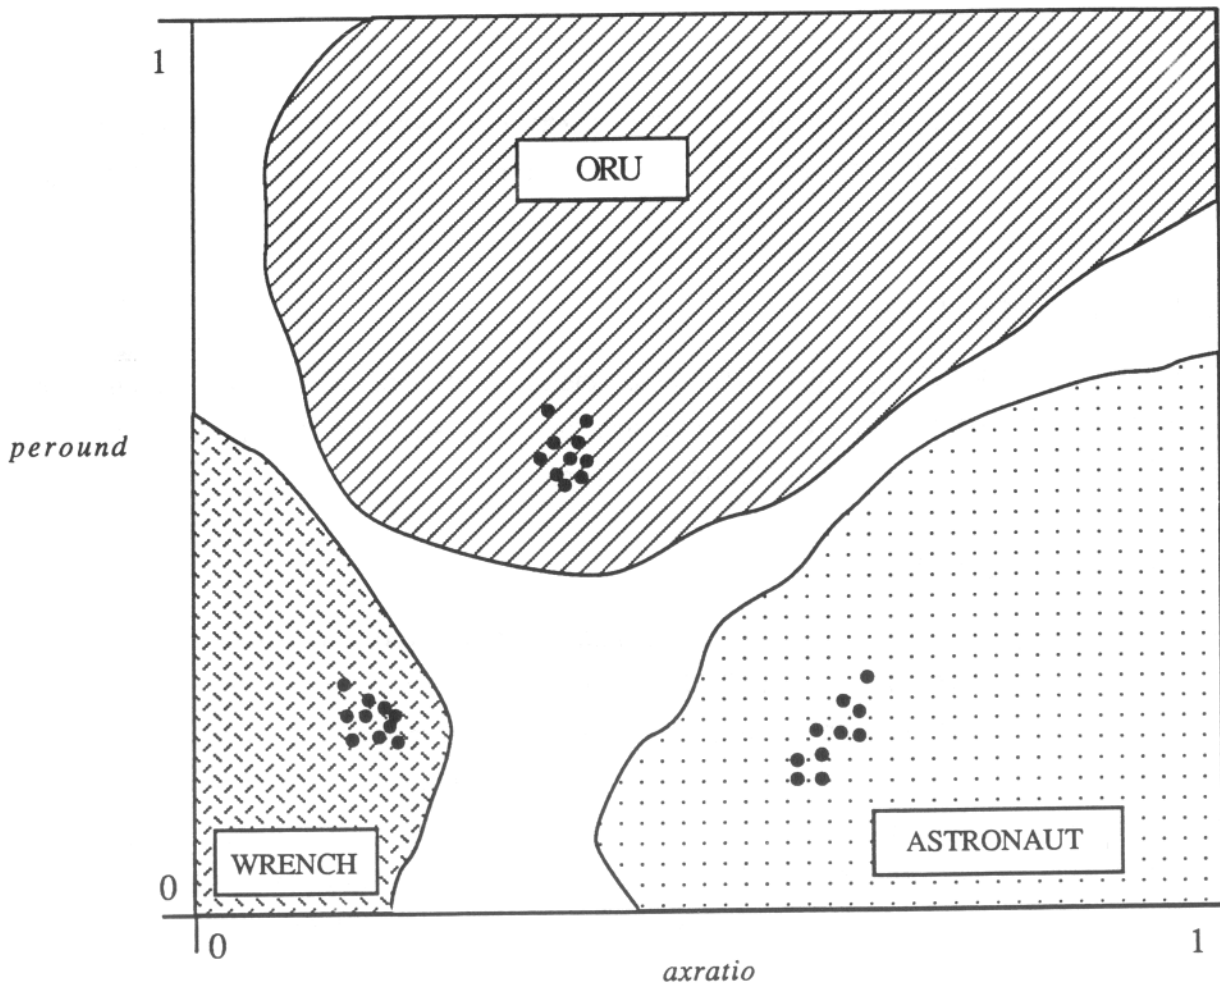 1
ORU
peround
WRENCH
ASTRONAUT
0
0
1
axratio